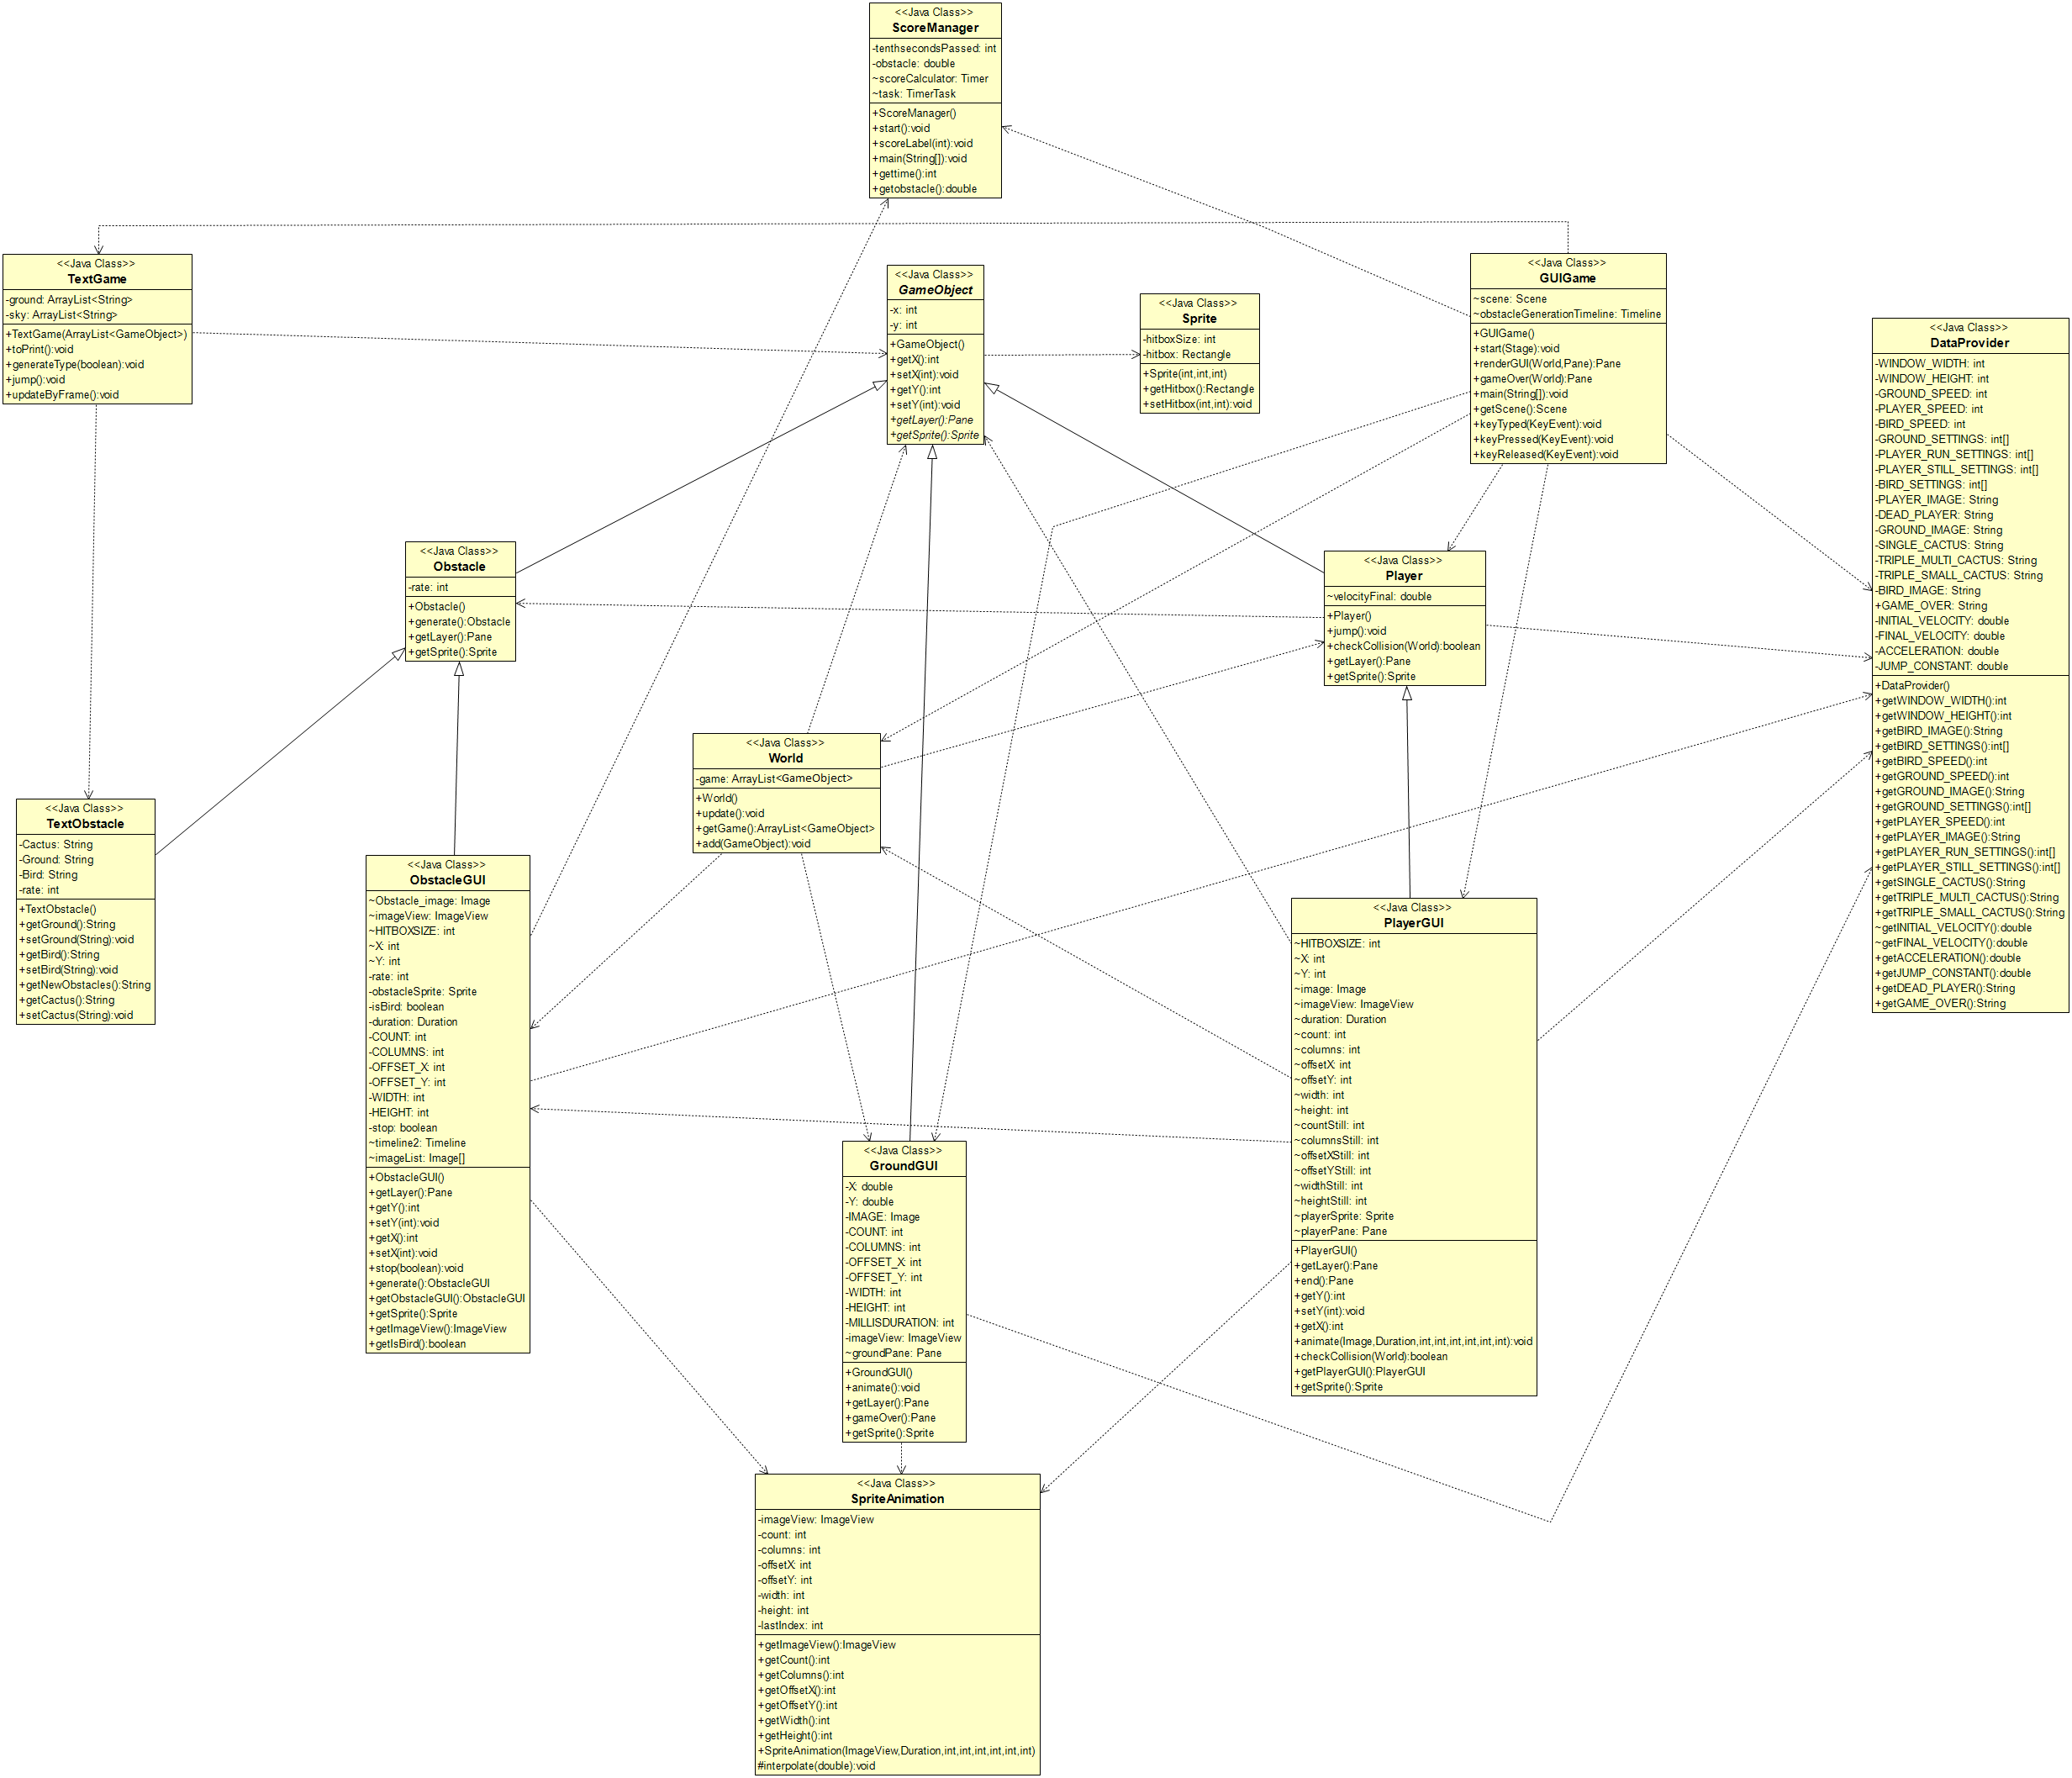 <<Java Class>>
ScoreManager
-tenthsecondsPassed: int
-obstacle: double
~scoreCalculator: Timer
~task: TimerTask
+ScoreManager()
+start():void
+scoreLabel(int):void
+main(String[]):void
+gettime():int
+getobstacle():double
<<Java Class>>
TextGame
-ground: ArrayList<String>
-sky: ArrayList<String>
+TextGame(ArrayList<GameObject>)
+toPrint():void
+generateType(boolean):void
+jump():void
+updateByFrame():void
<<Java Class>>
GameObject
-x: int
-y: int
+GameObject()
+getX():int
+setX(int):void
+getY():int
+setY(int):void
+getLayer():Pane
+getSprite():Sprite
<<Java Class>>
Sprite
-hitboxSize: int
-hitbox: Rectangle
+Sprite(int,int,int)
+getHitbox():Rectangle
+setHitbox(int,int):void
<<Java Class>>
GUIGame
~scene: Scene
~obstacleGenerationTimeline: Timeline
+GUIGame()
+start(Stage):void
+renderGUI(World,Pane):Pane
+gameOver(World):Pane
+main(String[]):void
+getScene():Scene
+keyTyped(KeyEvent):void
+keyPressed(KeyEvent):void
+keyReleased(KeyEvent):void
<<Java Class>>
DataProvider
-WINDOW_WIDTH: int
-WINDOW_HEIGHT: int
-GROUND_SPEED: int
-PLAYER_SPEED: int
-BIRD_SPEED: int
-GROUND_SETTINGS: int[]
-PLAYER_RUN_SETTINGS: int[]
-PLAYER_STILL_SETTINGS: int[]
-BIRD_SETTINGS: int[]
-PLAYER_IMAGE: String
-DEAD_PLAYER: String
-GROUND_IMAGE: String
-SINGLE_CACTUS: String
-TRIPLE_MULTI_CACTUS: String
-TRIPLE_SMALL_CACTUS: String
-BIRD_IMAGE: String
+GAME_OVER: String
-INITIAL_VELOCITY: double
-FINAL_VELOCITY: double
-ACCELERATION: double
-JUMP_CONSTANT: double
+DataProvider()
+getWINDOW_WIDTH():int
+getWINDOW_HEIGHT():int
+getBIRD_IMAGE():String
+getBIRD_SETTINGS():int[]
+getBIRD_SPEED():int
+getGROUND_SPEED():int
+getGROUND_IMAGE():String
+getGROUND_SETTINGS():int[]
+getPLAYER_SPEED():int
+getPLAYER_IMAGE():String
+getPLAYER_RUN_SETTINGS():int[]
+getPLAYER_STILL_SETTINGS():int[]
+getSINGLE_CACTUS():String
+getTRIPLE_MULTI_CACTUS():String
+getTRIPLE_SMALL_CACTUS():String
~getINITIAL_VELOCITY():double
~getFINAL_VELOCITY():double
+getACCELERATION():double
+getJUMP_CONSTANT():double
+getDEAD_PLAYER():String
+getGAME_OVER():String
<<Java Class>>
Obstacle
-rate: int
+Obstacle()
+generate():Obstacle
+getLayer():Pane
+getSprite():Sprite
<<Java Class>>
Player
~velocityFinal: double
+Player()
+jump():void
+checkCollision(World):boolean
+getLayer():Pane
+getSprite():Sprite
<<Java Class>>
World
-game: ArrayList<GameObject>
+World()
+update():void
+getGame():ArrayList<GameObject>
+add(GameObject):void
<<Java Class>>
TextObstacle
-Cactus: String
-Ground: String
-Bird: String
-rate: int
+TextObstacle()
+getGround():String
+setGround(String):void
+getBird():String
+setBird(String):void
+getNewObstacles():String
+getCactus():String
+setCactus(String):void
<<Java Class>>
ObstacleGUI
~Obstacle_image: Image
~imageView: ImageView
~HITBOXSIZE: int
~X: int
~Y: int
-rate: int
-obstacleSprite: Sprite
-isBird: boolean
-duration: Duration
-COUNT: int
-COLUMNS: int
-OFFSET_X: int
-OFFSET_Y: int
-WIDTH: int
-HEIGHT: int
-stop: boolean
~timeline2: Timeline
~imageList: Image[]
+ObstacleGUI()
+getLayer():Pane
+getY():int
+setY(int):void
+getX():int
+setX(int):void
+stop(boolean):void
+generate():ObstacleGUI
+getObstacleGUI():ObstacleGUI
+getSprite():Sprite
+getImageView():ImageView
+getIsBird():boolean
<<Java Class>>
PlayerGUI
~HITBOXSIZE: int
~X: int
~Y: int
~image: Image
~imageView: ImageView
~duration: Duration
~count: int
~columns: int
~offsetX: int
~offsetY: int
~width: int
~height: int
~countStill: int
~columnsStill: int
~offsetXStill: int
~offsetYStill: int
~widthStill: int
~heightStill: int
~playerSprite: Sprite
~playerPane: Pane
+PlayerGUI()
+getLayer():Pane
+end():Pane
+getY():int
+setY(int):void
+getX():int
+animate(Image,Duration,int,int,int,int,int,int):void
+checkCollision(World):boolean
+getPlayerGUI():PlayerGUI
+getSprite():Sprite
<<Java Class>>
GroundGUI
-X: double
-Y: double
-IMAGE: Image
-COUNT: int
-COLUMNS: int
-OFFSET_X: int
-OFFSET_Y: int
-WIDTH: int
-HEIGHT: int
-MILLISDURATION: int
-imageView: ImageView
~groundPane: Pane
+GroundGUI()
+animate():void
+getLayer():Pane
+gameOver():Pane
+getSprite():Sprite
<<Java Class>>
SpriteAnimation
-imageView: ImageView
-count: int
-columns: int
-offsetX: int
-offsetY: int
-width: int
-height: int
-lastIndex: int
+getImageView():ImageView
+getCount():int
+getColumns():int
+getOffsetX():int
+getOffsetY():int
+getWidth():int
+getHeight():int
+SpriteAnimation(ImageView,Duration,int,int,int,int,int,int)
#interpolate(double):void